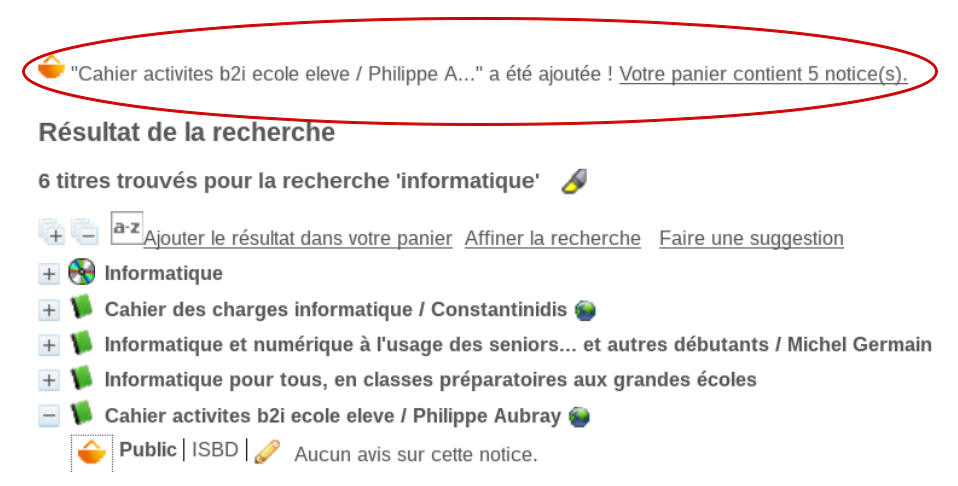 "Cahier activites b2i ecole eleve / Philippe A..." a été ajoutée ! Votre panier contient 5 notice(s).
Résultat de la recherche
6 titres trouvés pour la recherche 'informatique'
a-z Ajouter le résultat dans votre panier Affiner la recherche Faire une suggestion
Informatique
Cahier des charges informatique / Constantinidis
Informatique et numérique à l'usage des seniors... et autres débutants / Michel Germain
Informatique pour tous, en classes préparatoires aux grandes écoles
Cahier activites b2i ecole eleve / Philippe Aubray
Public | ISBD | Aucun avis sur cette notice.